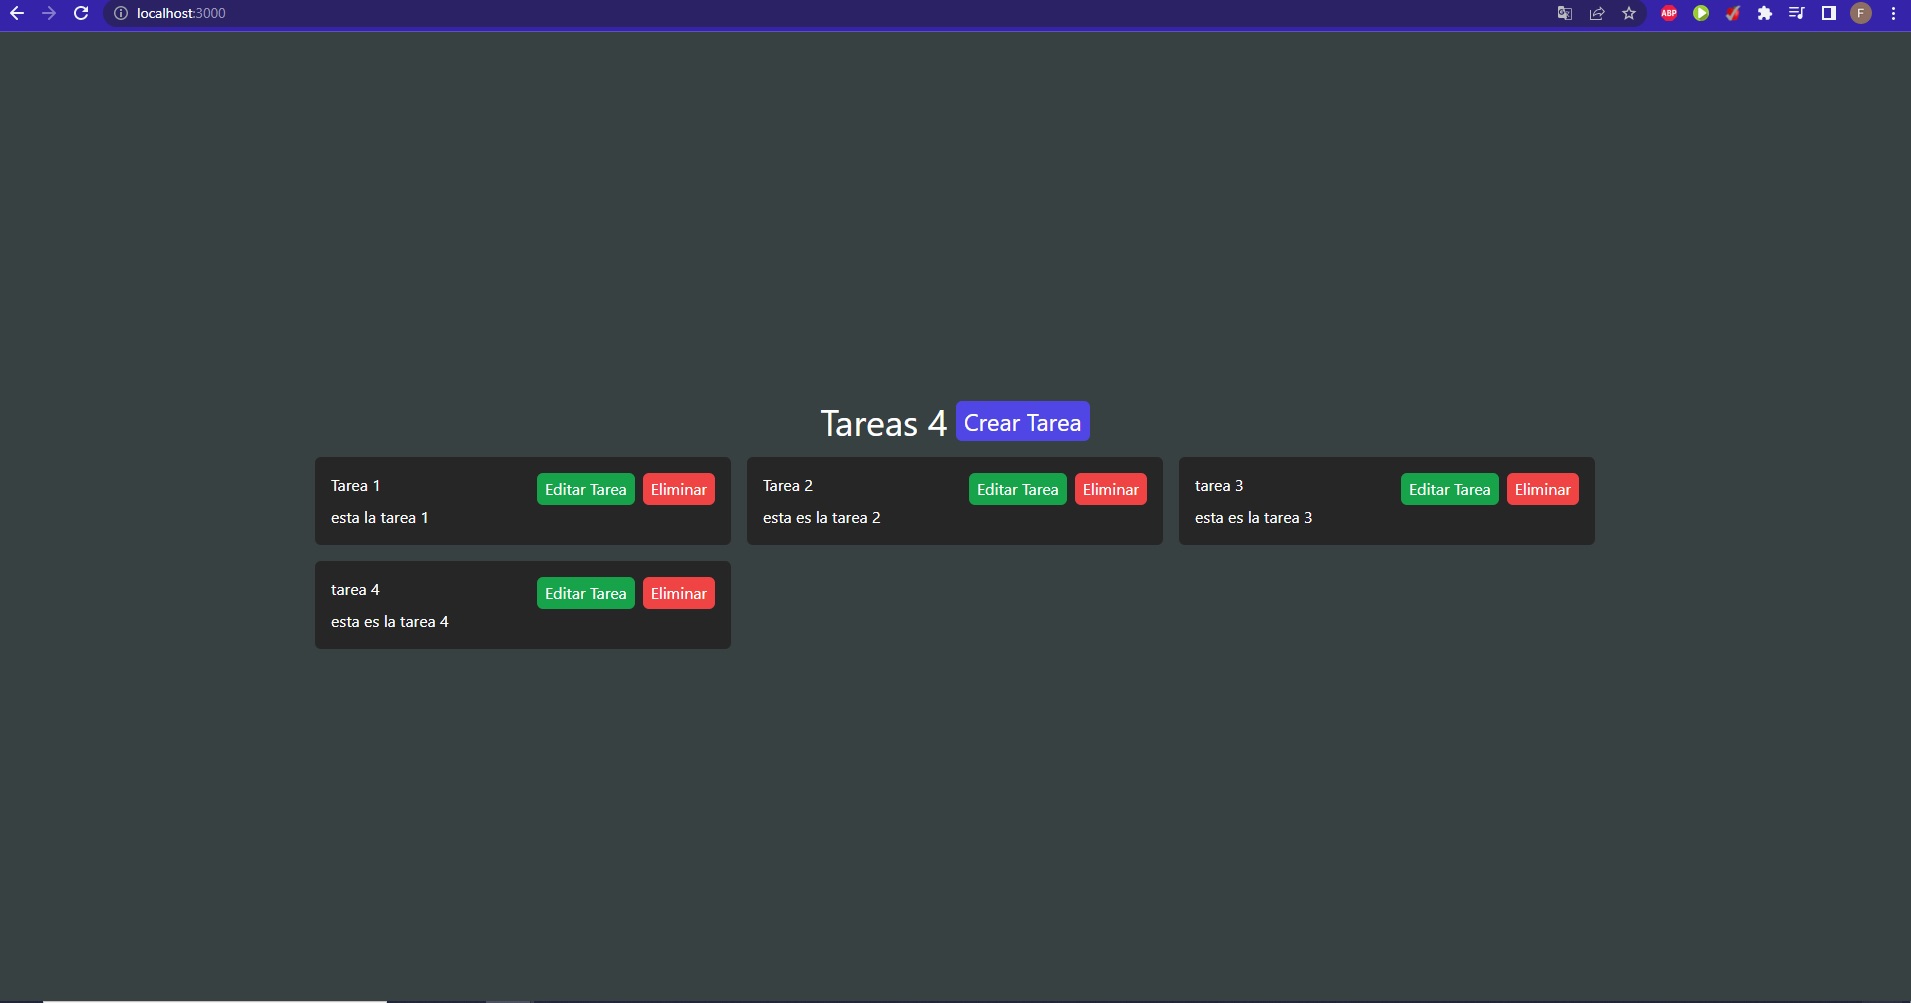 localhost:3000
ABP
F
Tareas 4 Crear Tarea
Tarea 1 Editar Tarea Eliminar
esta la tarea 1
Tarea 2 Editar Tarea Eliminar
esta es la tarea 2
tarea 3 Editar Tarea Eliminar
esta es la tarea 3
tarea 4 Editar Tarea Eliminar
esta es la tarea 4